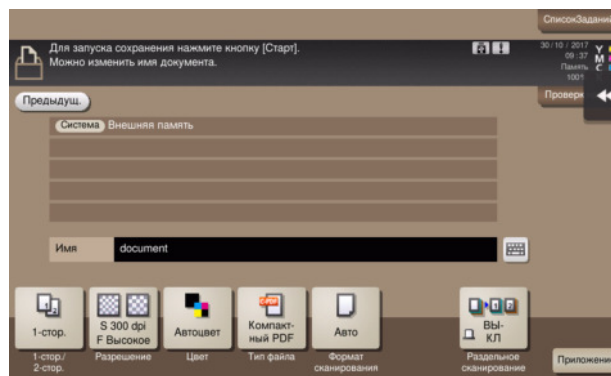 СписокЗадани
Для запуска сохранения нажмите кнопку [Старт].
Можно изменить имя документа.
30/10 / 2017
09 : 37
Память
100%
Y
M
C
Предыдущ.
Проверк
Система Внешняя память
Имя document
1-стор.
S 300 dpi
F Высокое
Автоцвет
Компакт-
ный PDF
Авто
ВЫ-
КЛ
1-стор./
2-стор.
Разрешение
Цвет
Тип файла
Формат
сканирования
Раздельное
сканирование
Приложени